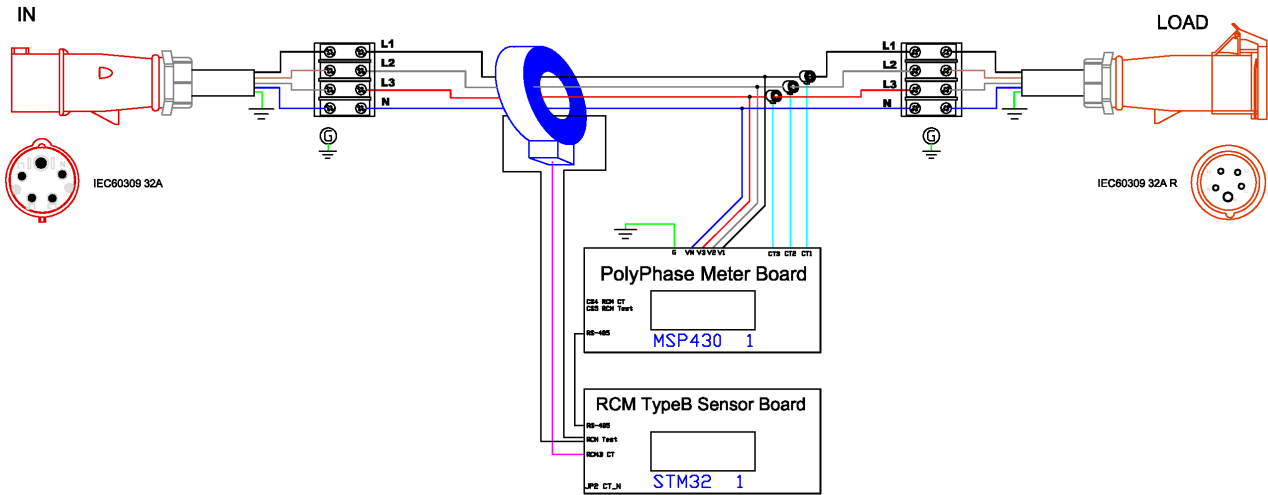 IN
LOAD
L1
L2
L3
N
L1
L2
L3
N
G
G
IEC60309 32A
IEC60309 32A R
G VN V3 V2 V1 CT3 CT2 CT1
PolyPhase Meter Board
CS4 RCM CT
CS5 RCM Test
RS-485
MSP430 1
RCM TypeB Sensor Board
RS-485
RCM Test
RCMB CT
STM32 1
JP2 CT_N